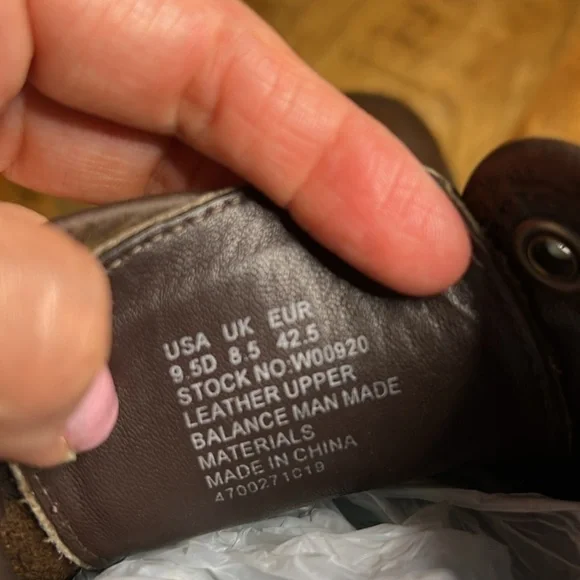 USA UK EUR
9.5D 8.5 42.5
STOCK NO:W00920
LEATHER UPPER
BALANCE MAN MADE
MATERIALS
MADE IN CHINA
4700271C19